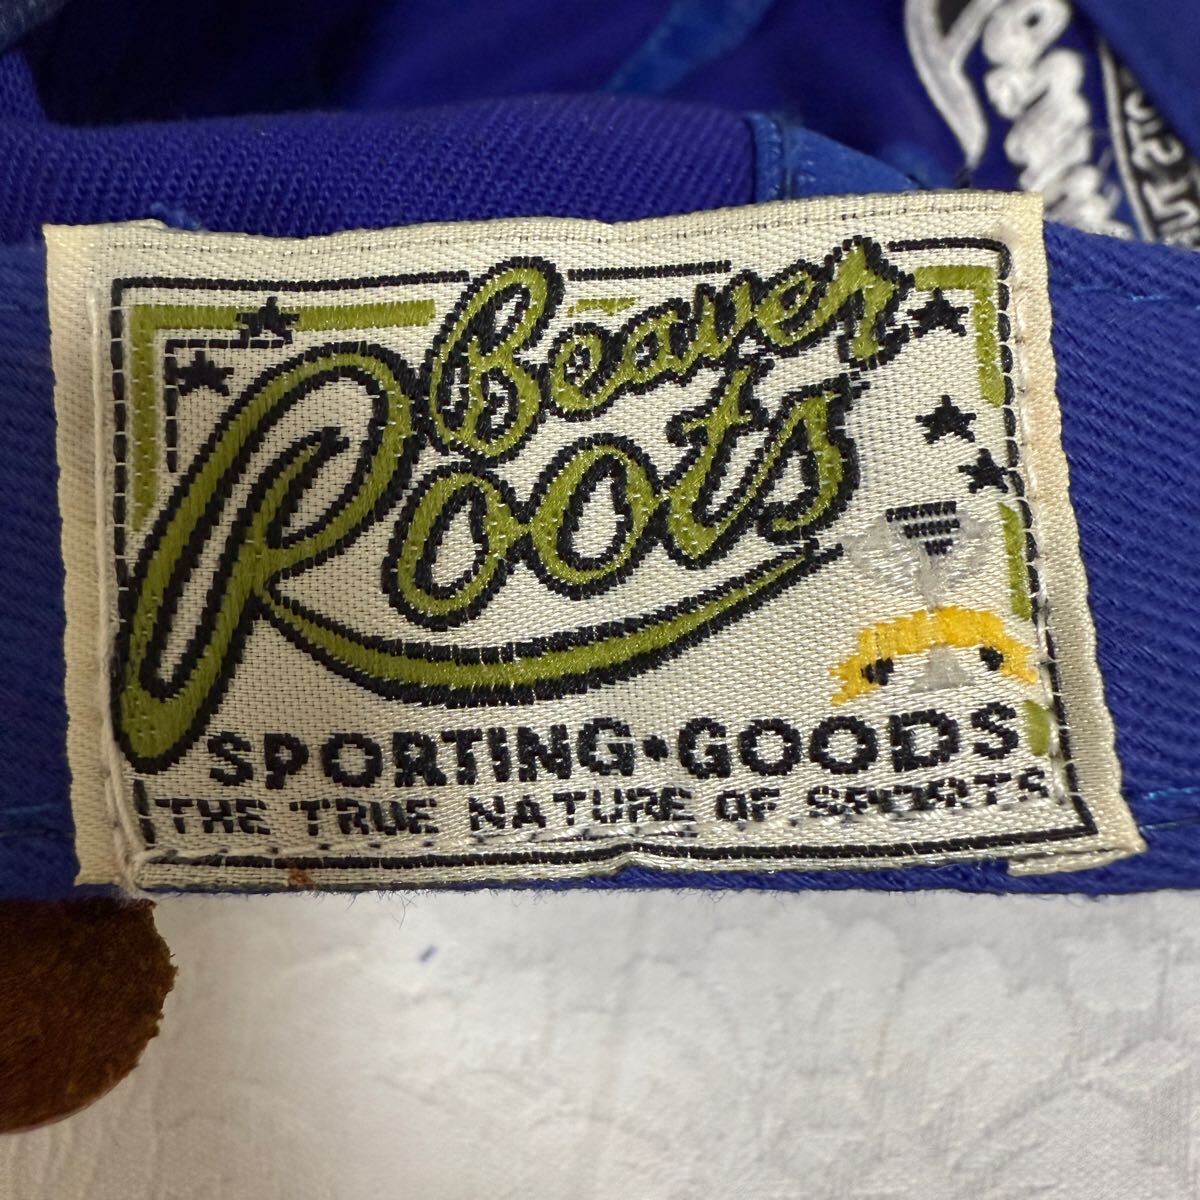 Beaver
Roots
SPORTING•GOODS
THE TRUE NATURE OF SPORTS